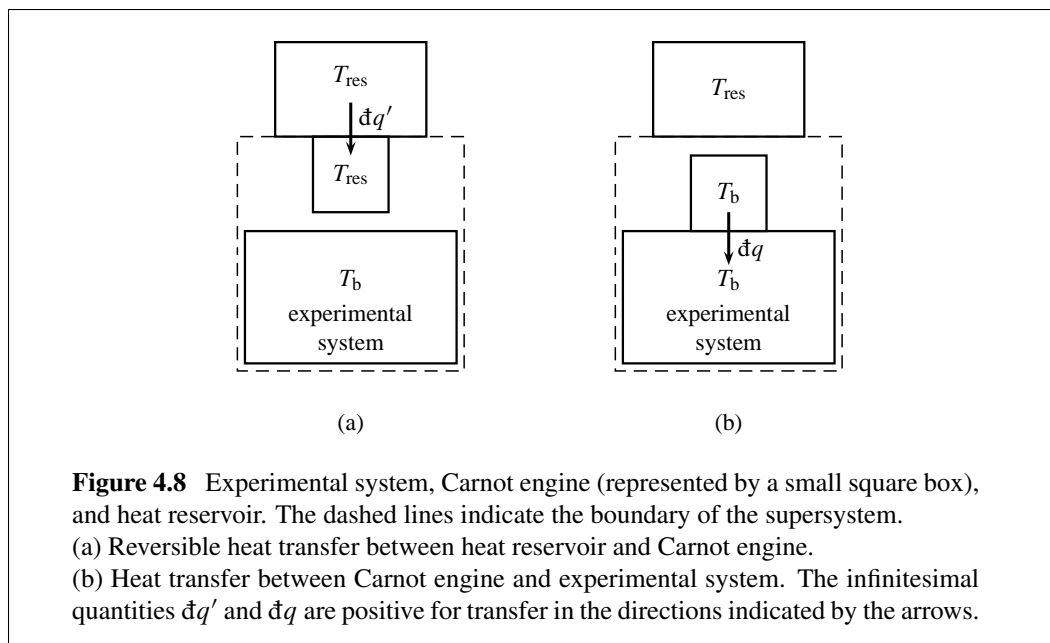 T_res
đq′
T_res
T_b
experimental
system
(a)
T_res
T_b
đq
T_b
experimental
system
(b)
Figure 4.8 Experimental system, Carnot engine (represented by a small square box),
and heat reservoir. The dashed lines indicate the boundary of the supersystem.
(a) Reversible heat transfer between heat reservoir and Carnot engine.
(b) Heat transfer between Carnot engine and experimental system. The infinitesimal
quantities đq′ and đq are positive for transfer in the directions indicated by the arrows.